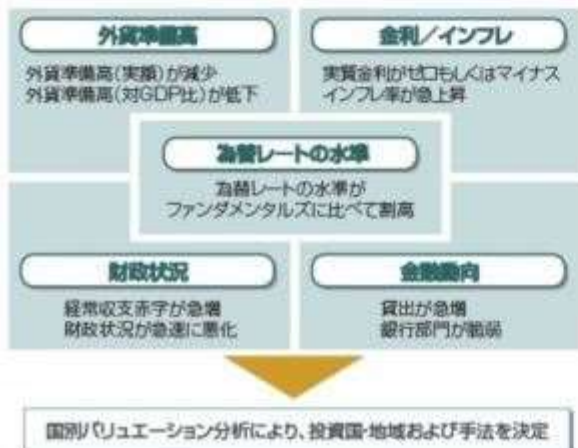 外貨準備高
外貨準備高(実額)が減少
外貨準備高(対GDP比)が低下
金利/インフレ
実質金利がゼロもしくはマイナス
インフレ率が急上昇
為替レートの水準
為替レートの水準が
ファンダメンタルズに比べて割高
財政状況
経常収支赤字が急増
財政状況が急速に悪化
金融動向
貸出が急増
銀行部門が脆弱
国別バリュエーション分析により、投資国・地域および手法を決定